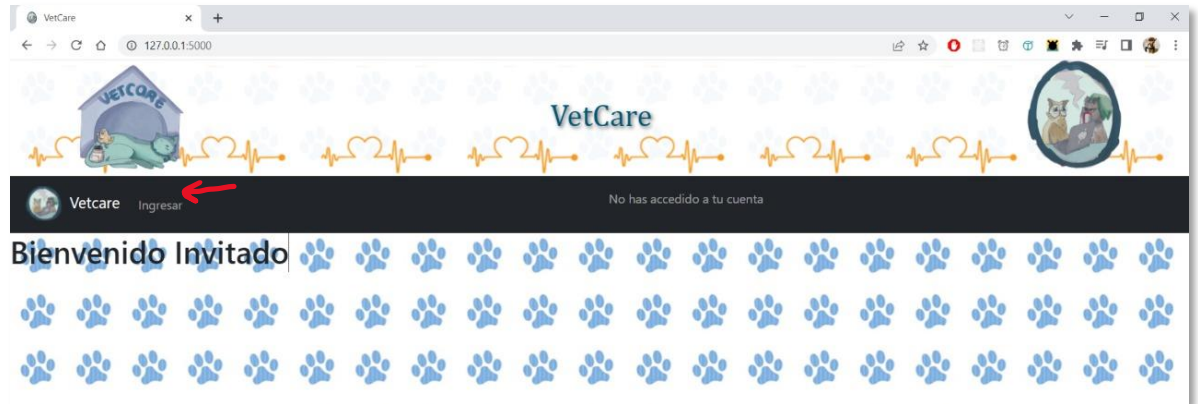 VetCare
127.0.0.1:5000
VETCARE
VetCare
Vetcare Ingresar No has accedido a tu cuenta
Bienvenido Invitado